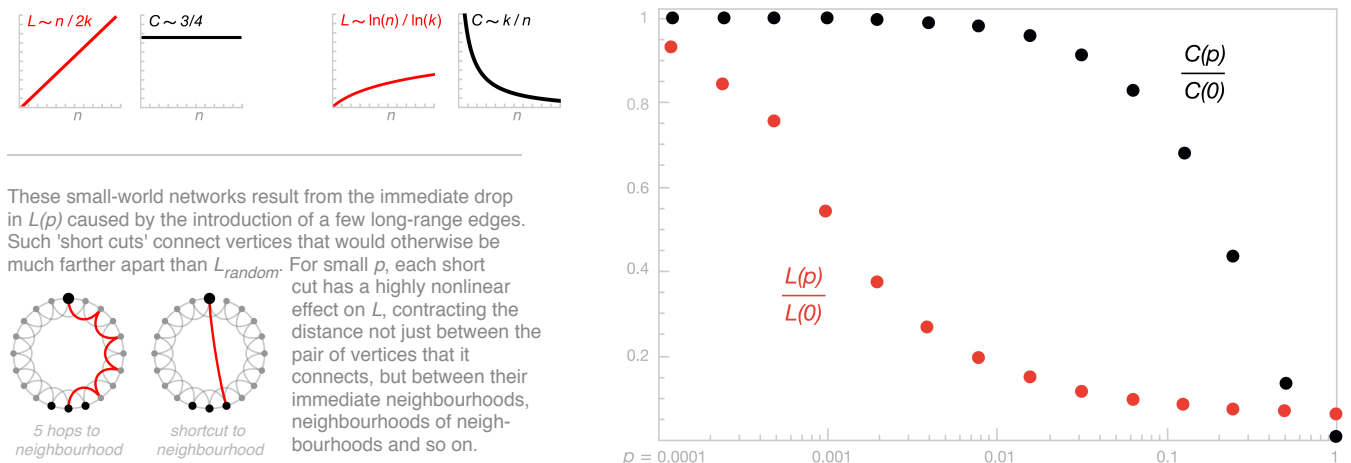 L ~ n / 2k
C ~ 3/4
L ~ ln(n) / ln(k)
C ~ k / n
n
n
n
n
These small-world networks result from the immediate drop
in L(p) caused by the introduction of a few long-range edges.
Such 'short cuts' connect vertices that would otherwise be
much farther apart than Lrandom. For small p, each short
cut has a highly nonlinear
effect on L, contracting the
distance not just between the
pair of vertices that it
connects, but between their
immediate neighbourhoods,
neighbourhoods of neigh-
bourhoods and so on.
5 hops to
neighbourhood
shortcut to
neighbourhood
1
0.8
0.6
0.4
0.2
C(p)
C(0)
L(p)
L(0)
p = 0.0001
0.001
0.01
0.1
1